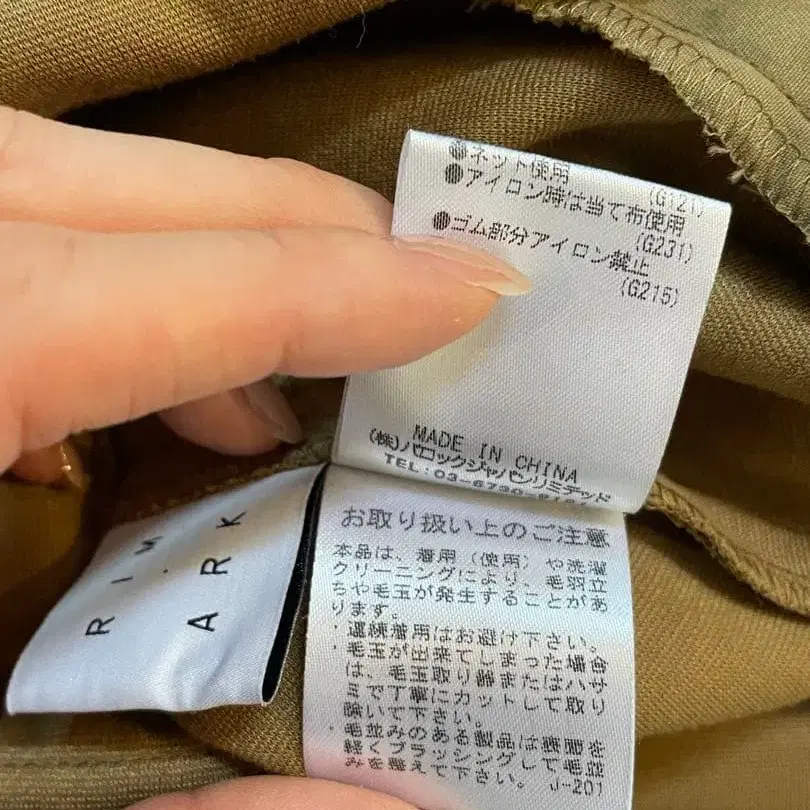 ●ネット使用
(G121)
●アイロン時は当て布使用
(G231)
●ゴム部分アイロン禁止
(G215)
MADE IN CHINA
(株)バロックジャパンリミテッド
TEL:03-6730-9191
お取り扱い上のご注意
本品は、着用(使用)や洗濯
クリーニングにより、毛羽立
ちや毛玉が発生することがあ
ります。
・連続着用はお避け下さい。
・毛玉が出来てしまった場合
は、毛玉取り器またはハサ
ミで丁寧にカットして取り
除いて下さい。
・毛並みのある製品は表面を
軽くブラッシングして毛並
みを整えて下さい。 J-201
RIM.
ARK